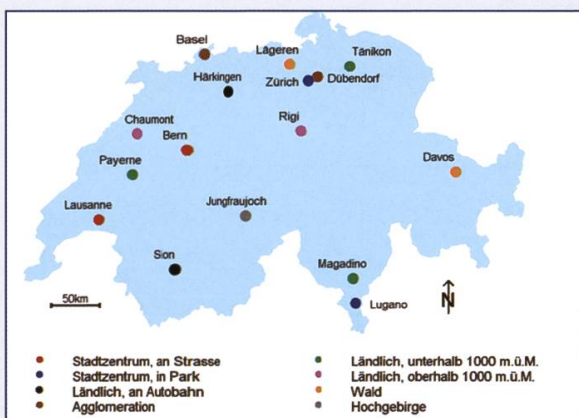 Basel
Lägeren
Tänikon
Härkingen
Zürich
Dübendorf
Chaumont
Bern
Rigi
Payerne
Davos
Lausanne
Jungfraujoch
Sion
Magadino
Lugano
50km
N
Stadtzentrum, an Strasse
Stadtzentrum, in Park
Ländlich, an Autobahn
Agglomeration
Ländlich, unterhalb 1000 m.ü.M.
Ländlich, oberhalb 1000 m.ü.M.
Wald
Hochgebirge